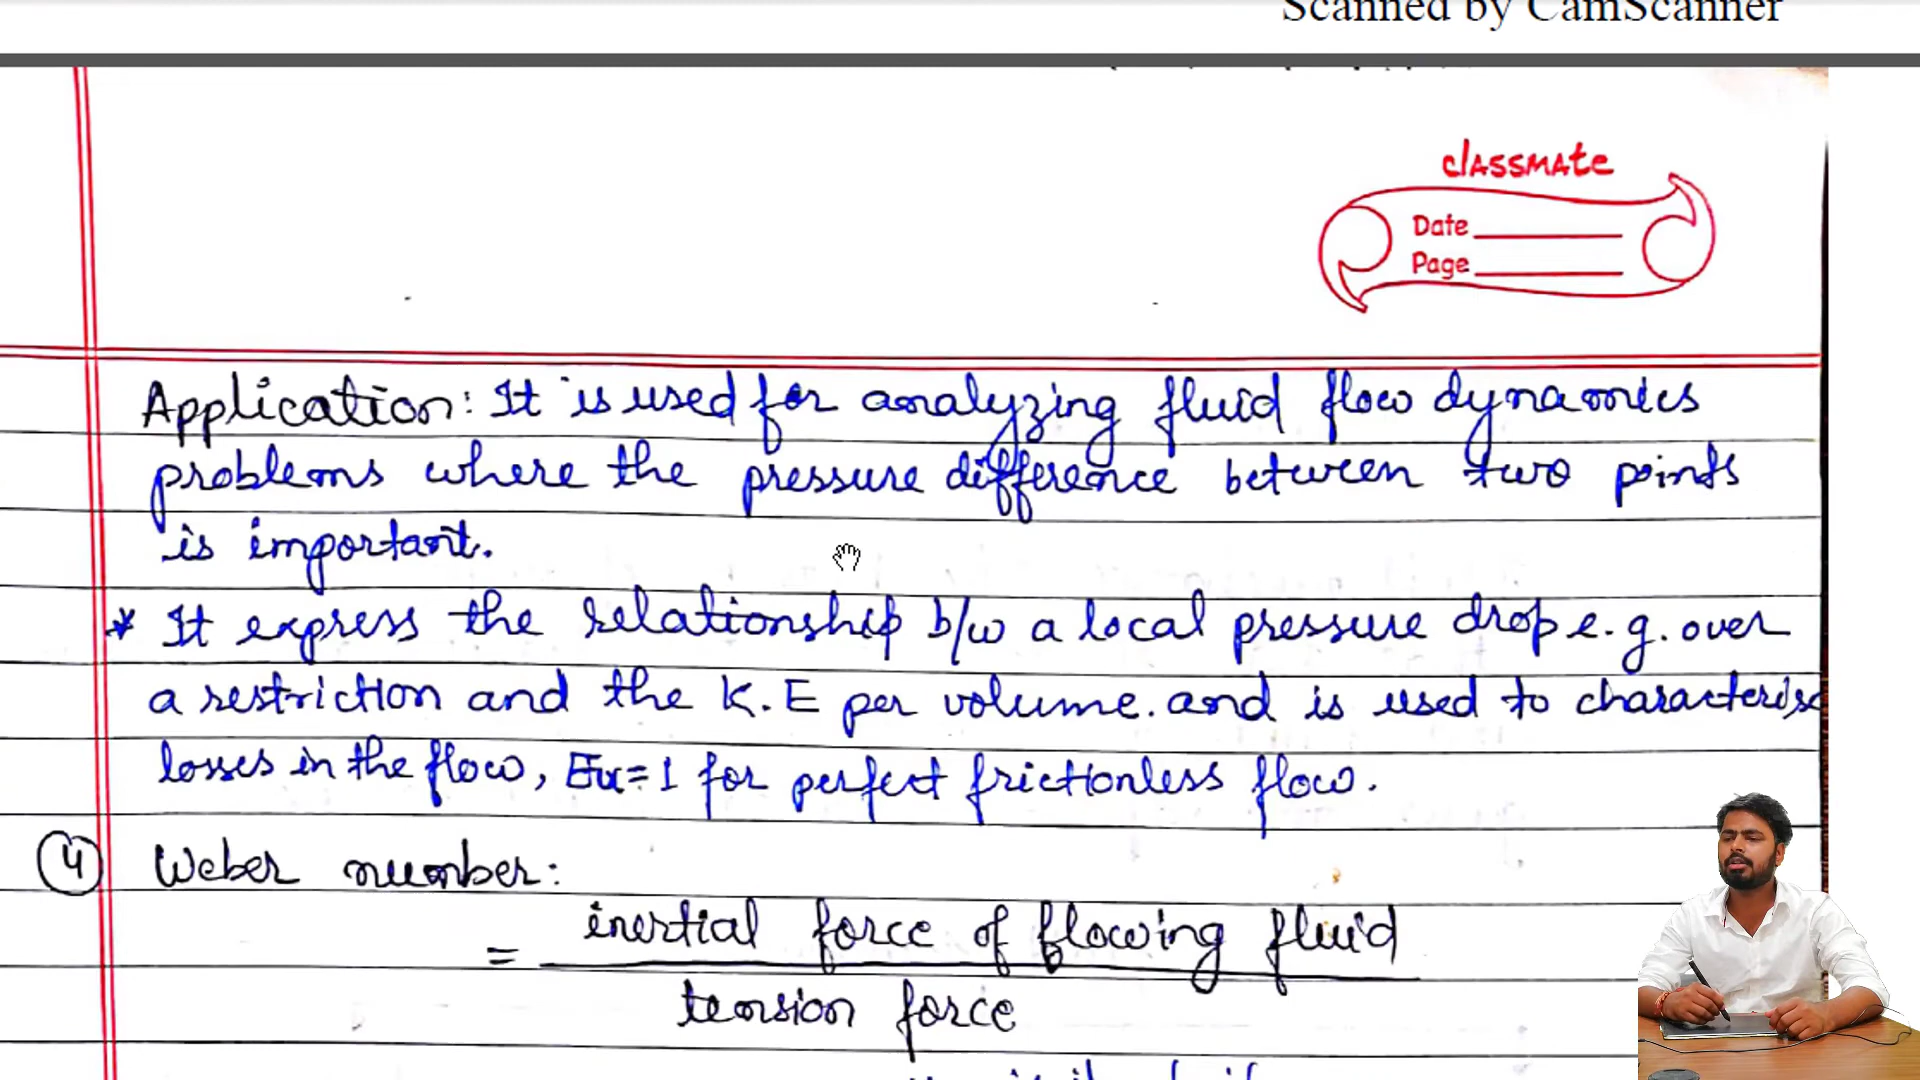 Scanned by CamScanner
classmate
Date
Page
Application: It is used for analyzing fluid flow dynamics
problems where the pressure difference between two points
is important.
* It express the relationship b/w a local pressure drop e.g. over
a restriction and the K.E per volume. and is used to characterise
losses in the flow, Eu=1 for perfect frictionless flow.
4 Weber number:
= inertial force of flowing fluid
tension force